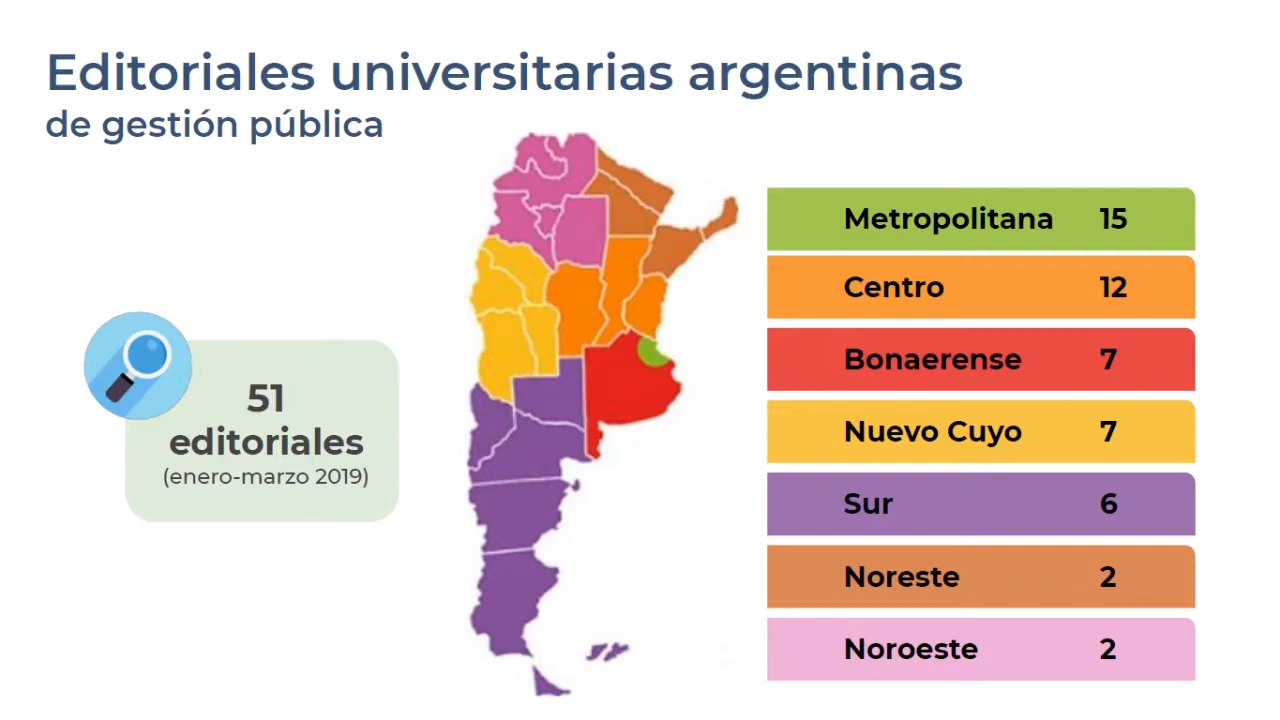 Editoriales universitarias argentinas
de gestión pública
51
editoriales
(enero-marzo 2019)
Metropolitana 15
Centro 12
Bonaerense 7
Nuevo Cuyo 7
Sur 6
Noreste 2
Noroeste 2